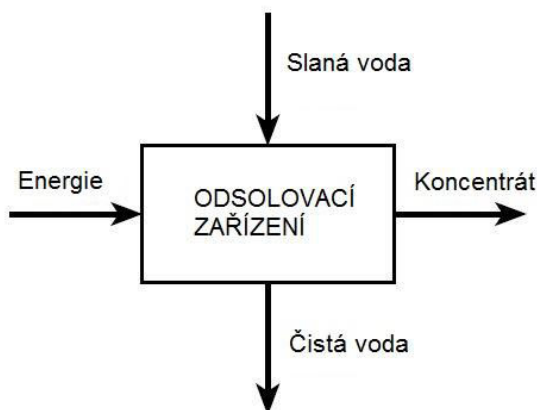 Slaná voda
Energie
ODSOLOVACÍ
ZAŘÍZENÍ
Koncentrát
Čistá voda